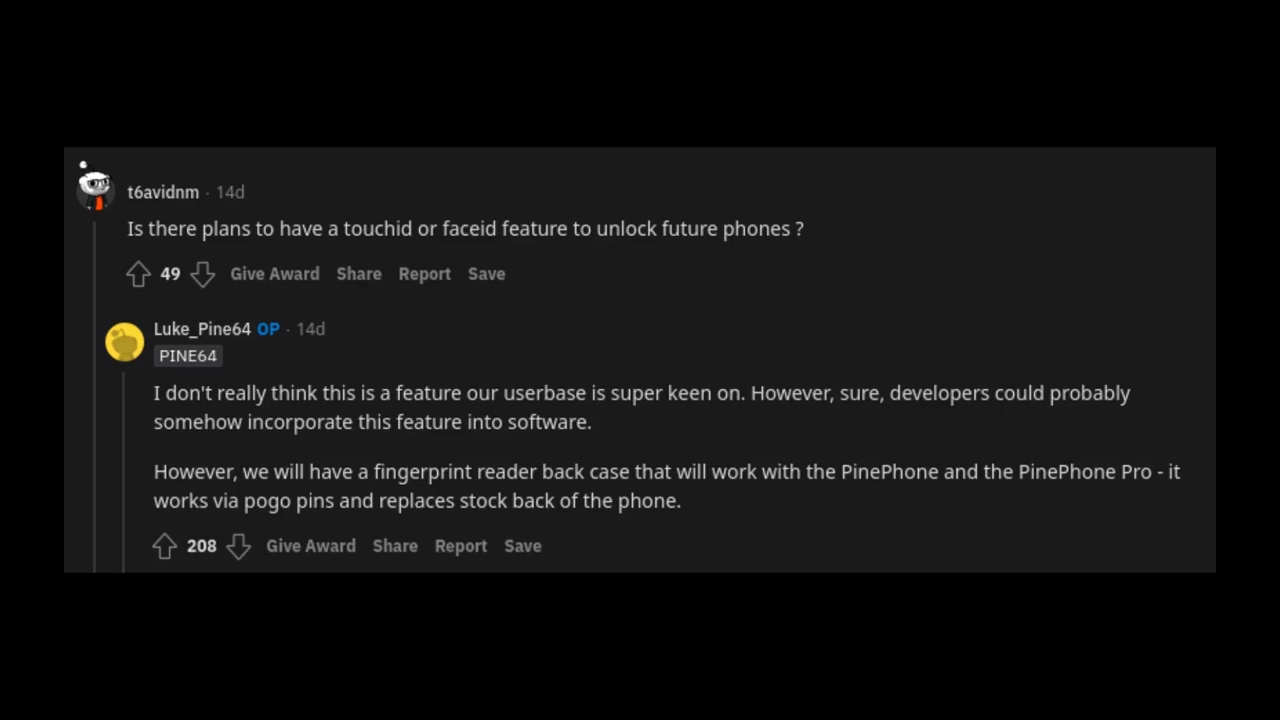 t6avidnm · 14d
Is there plans to have a touchid or faceid feature to unlock future phones ?
49 Give Award Share Report Save
Luke_Pine64 OP · 14d
PINE64
I don't really think this is a feature our userbase is super keen on. However, sure, developers could probably
somehow incorporate this feature into software.
However, we will have a fingerprint reader back case that will work with the PinePhone and the PinePhone Pro - it
works via pogo pins and replaces stock back of the phone.
208 Give Award Share Report Save